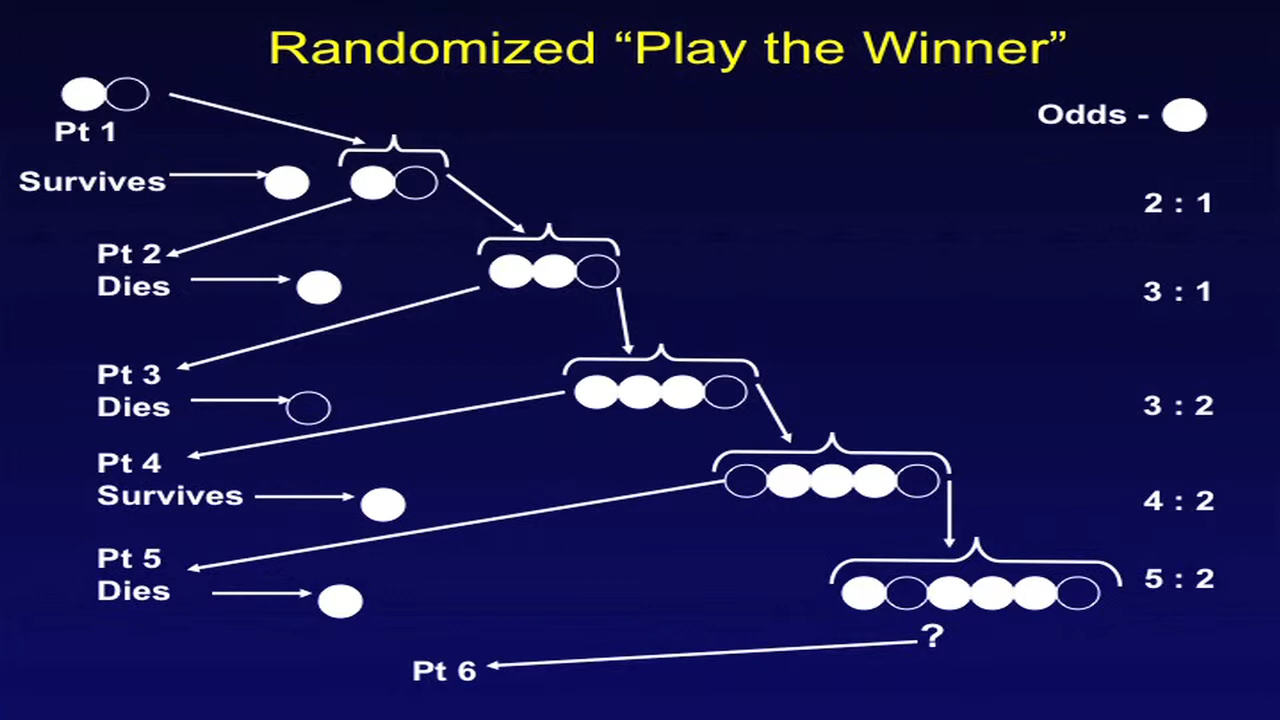 Randomized “Play the Winner”
Odds -
Pt 1
Survives
2 : 1
Pt 2
Dies
3 : 1
Pt 3
Dies
3 : 2
Pt 4
Survives
4 : 2
Pt 5
Dies
5 : 2
?
Pt 6